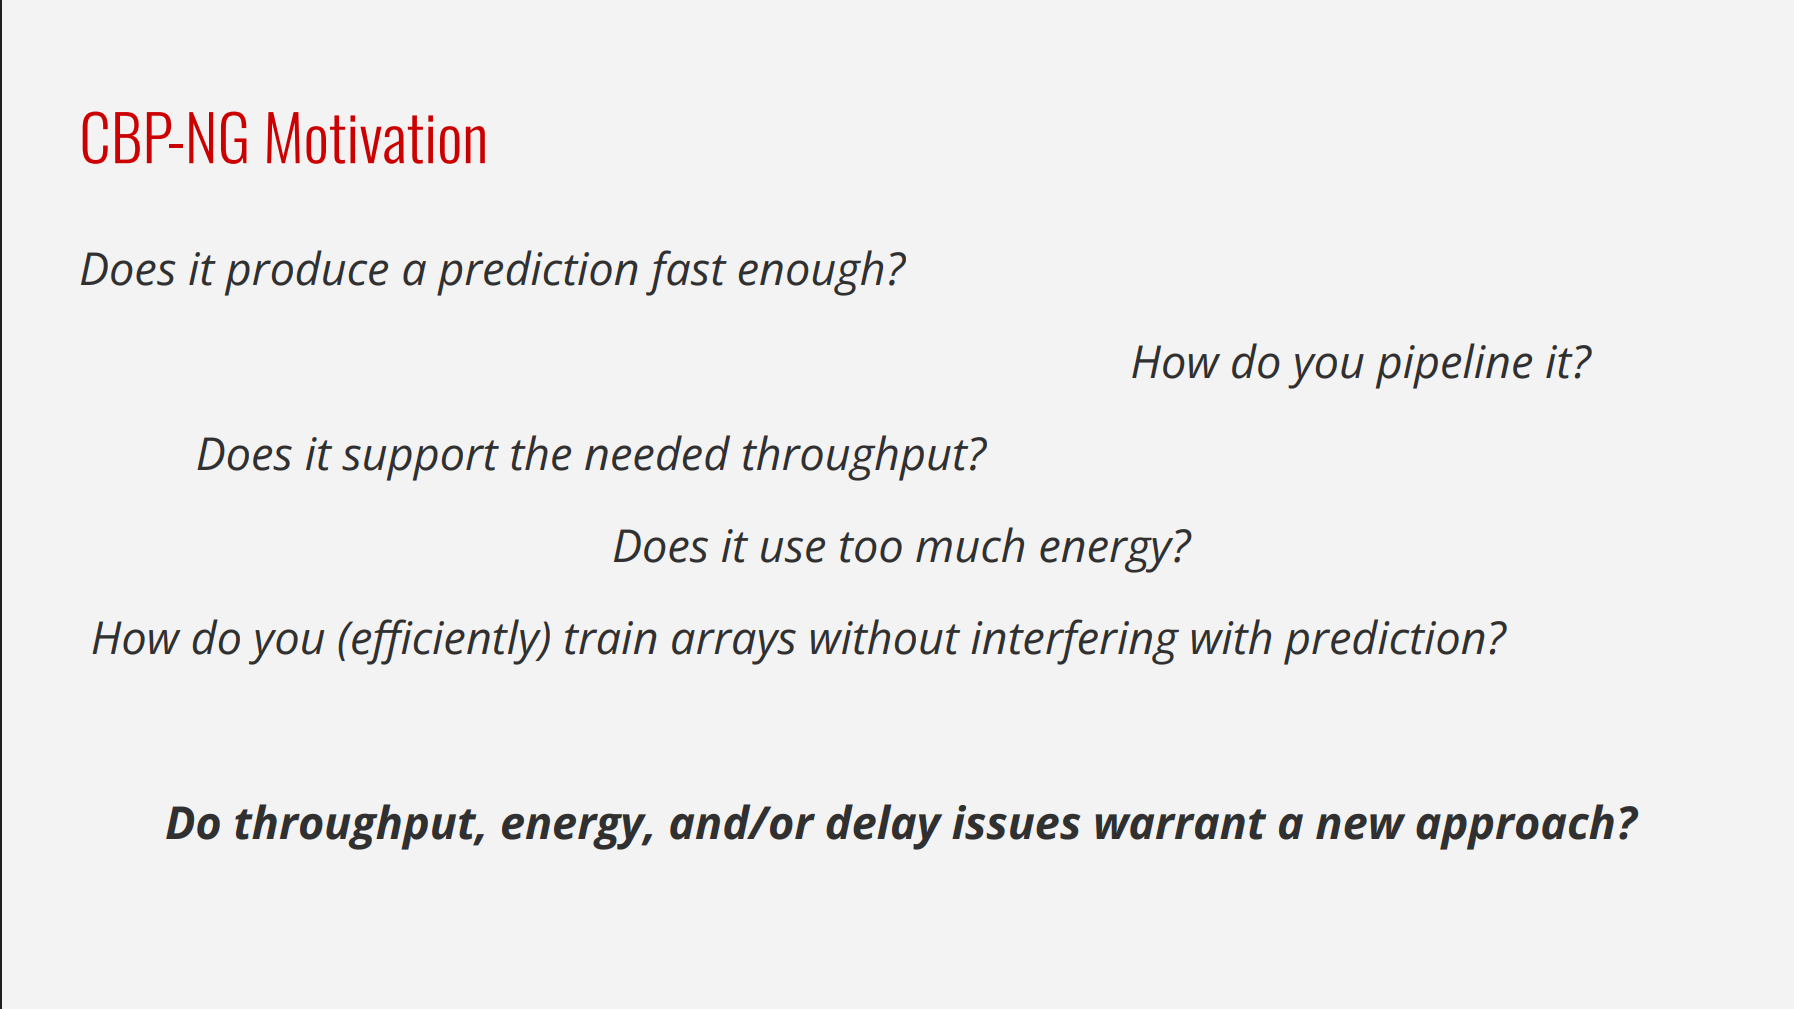 CBP-NG Motivation
Does it produce a prediction fast enough?
How do you pipeline it?
Does it support the needed throughput?
Does it use too much energy?
How do you (efficiently) train arrays without interfering with prediction?
Do throughput, energy, and/or delay issues warrant a new approach?